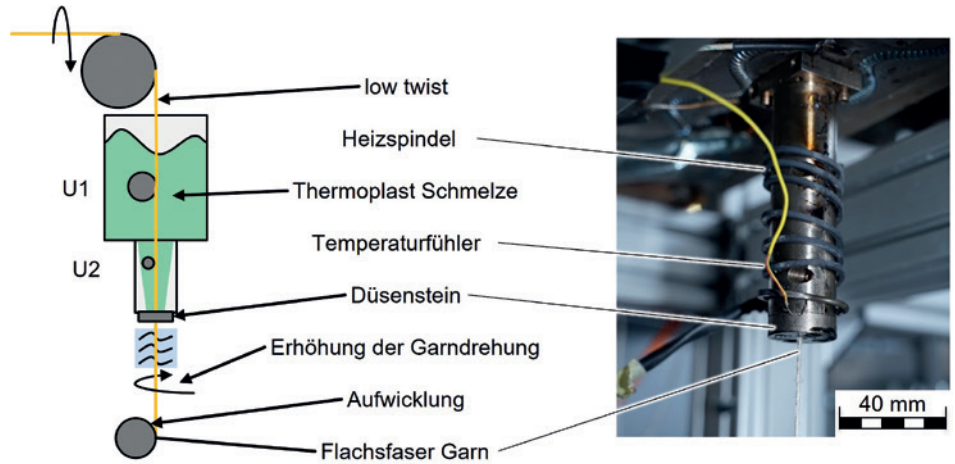 low twist
Heizspindel
U1
Thermoplast Schmelze
Temperaturfühler
U2
Düsenstein
Erhöhung der Garndrehung
Aufwicklung
Flachsfaser Garn
40 mm